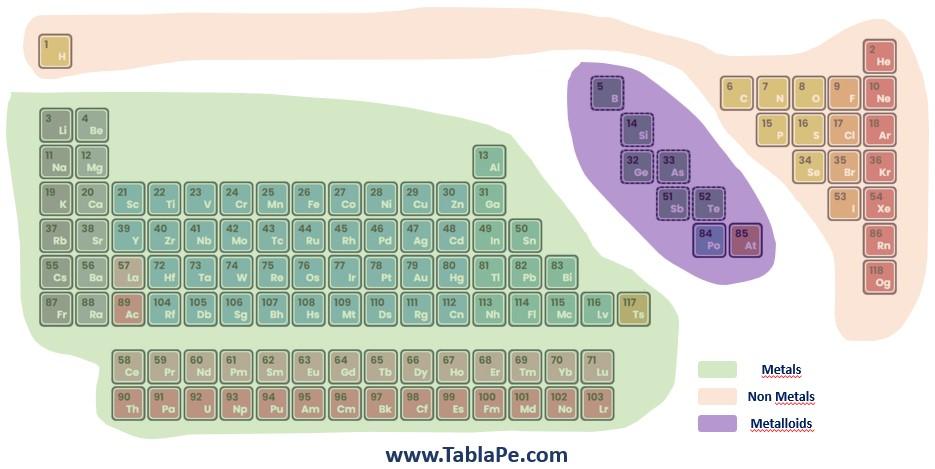 1 H
2 He
6 C 7 N 8 O 9 F 10 Ne
5 B
3 Li 4 Be
15 P 16 S 17 Cl 18 Ar
14 Si
11 Na 12 Mg 13 Al
32 Ge 33 As
34 Se 35 Br 36 Kr
19 K 20 Ca 21 Sc 22 Ti 23 V 24 Cr 25 Mn 26 Fe 27 Co 28 Ni 29 Cu 30 Zn 31 Ga
51 Sb 52 Te
53 I 54 Xe
37 Rb 38 Sr 39 Y 40 Zr 41 Nb 42 Mo 43 Tc 44 Ru 45 Rh 46 Pd 47 Ag 48 Cd 49 In 50 Sn
84 Po 85 At
86 Rn
55 Cs 56 Ba 57 La 72 Hf 73 Ta 74 W 75 Re 76 Os 77 Ir 78 Pt 79 Au 80 Hg 81 Tl 82 Pb 83 Bi
118 Og
87 Fr 88 Ra 89 Ac 104 Rf 105 Db 106 Sg 107 Bh 108 Hs 109 Mt 110 Ds 111 Rg 112 Cn 113 Nh 114 Fl 115 Mc 116 Lv 117 Ts
58 Ce 59 Pr 60 Nd 61 Pm 62 Sm 63 Eu 64 Gd 65 Tb 66 Dy 67 Ho 68 Er 69 Tm 70 Yb 71 Lu
90 Th 91 Pa 92 U 93 Np 94 Pu 95 Am 96 Cm 97 Bk 98 Cf 99 Es 100 Fm 101 Md 102 No 103 Lr
Metals
Non Metals
Metalloids
www.TablaPe.com